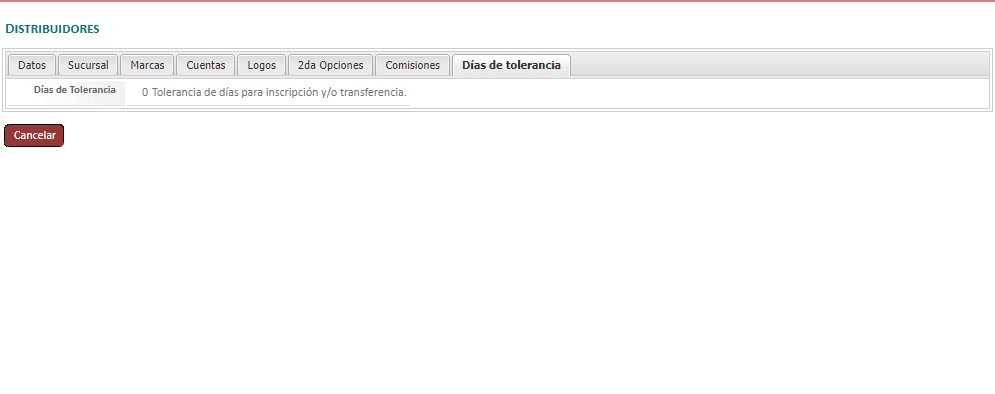 DISTRIBUIDORES
Datos Sucursal Marcas Cuentas Logos 2da Opciones Comisiones Días de tolerancia
Días de Tolerancia 0 Tolerancia de días para inscripción y/o transferencia.
Cancelar